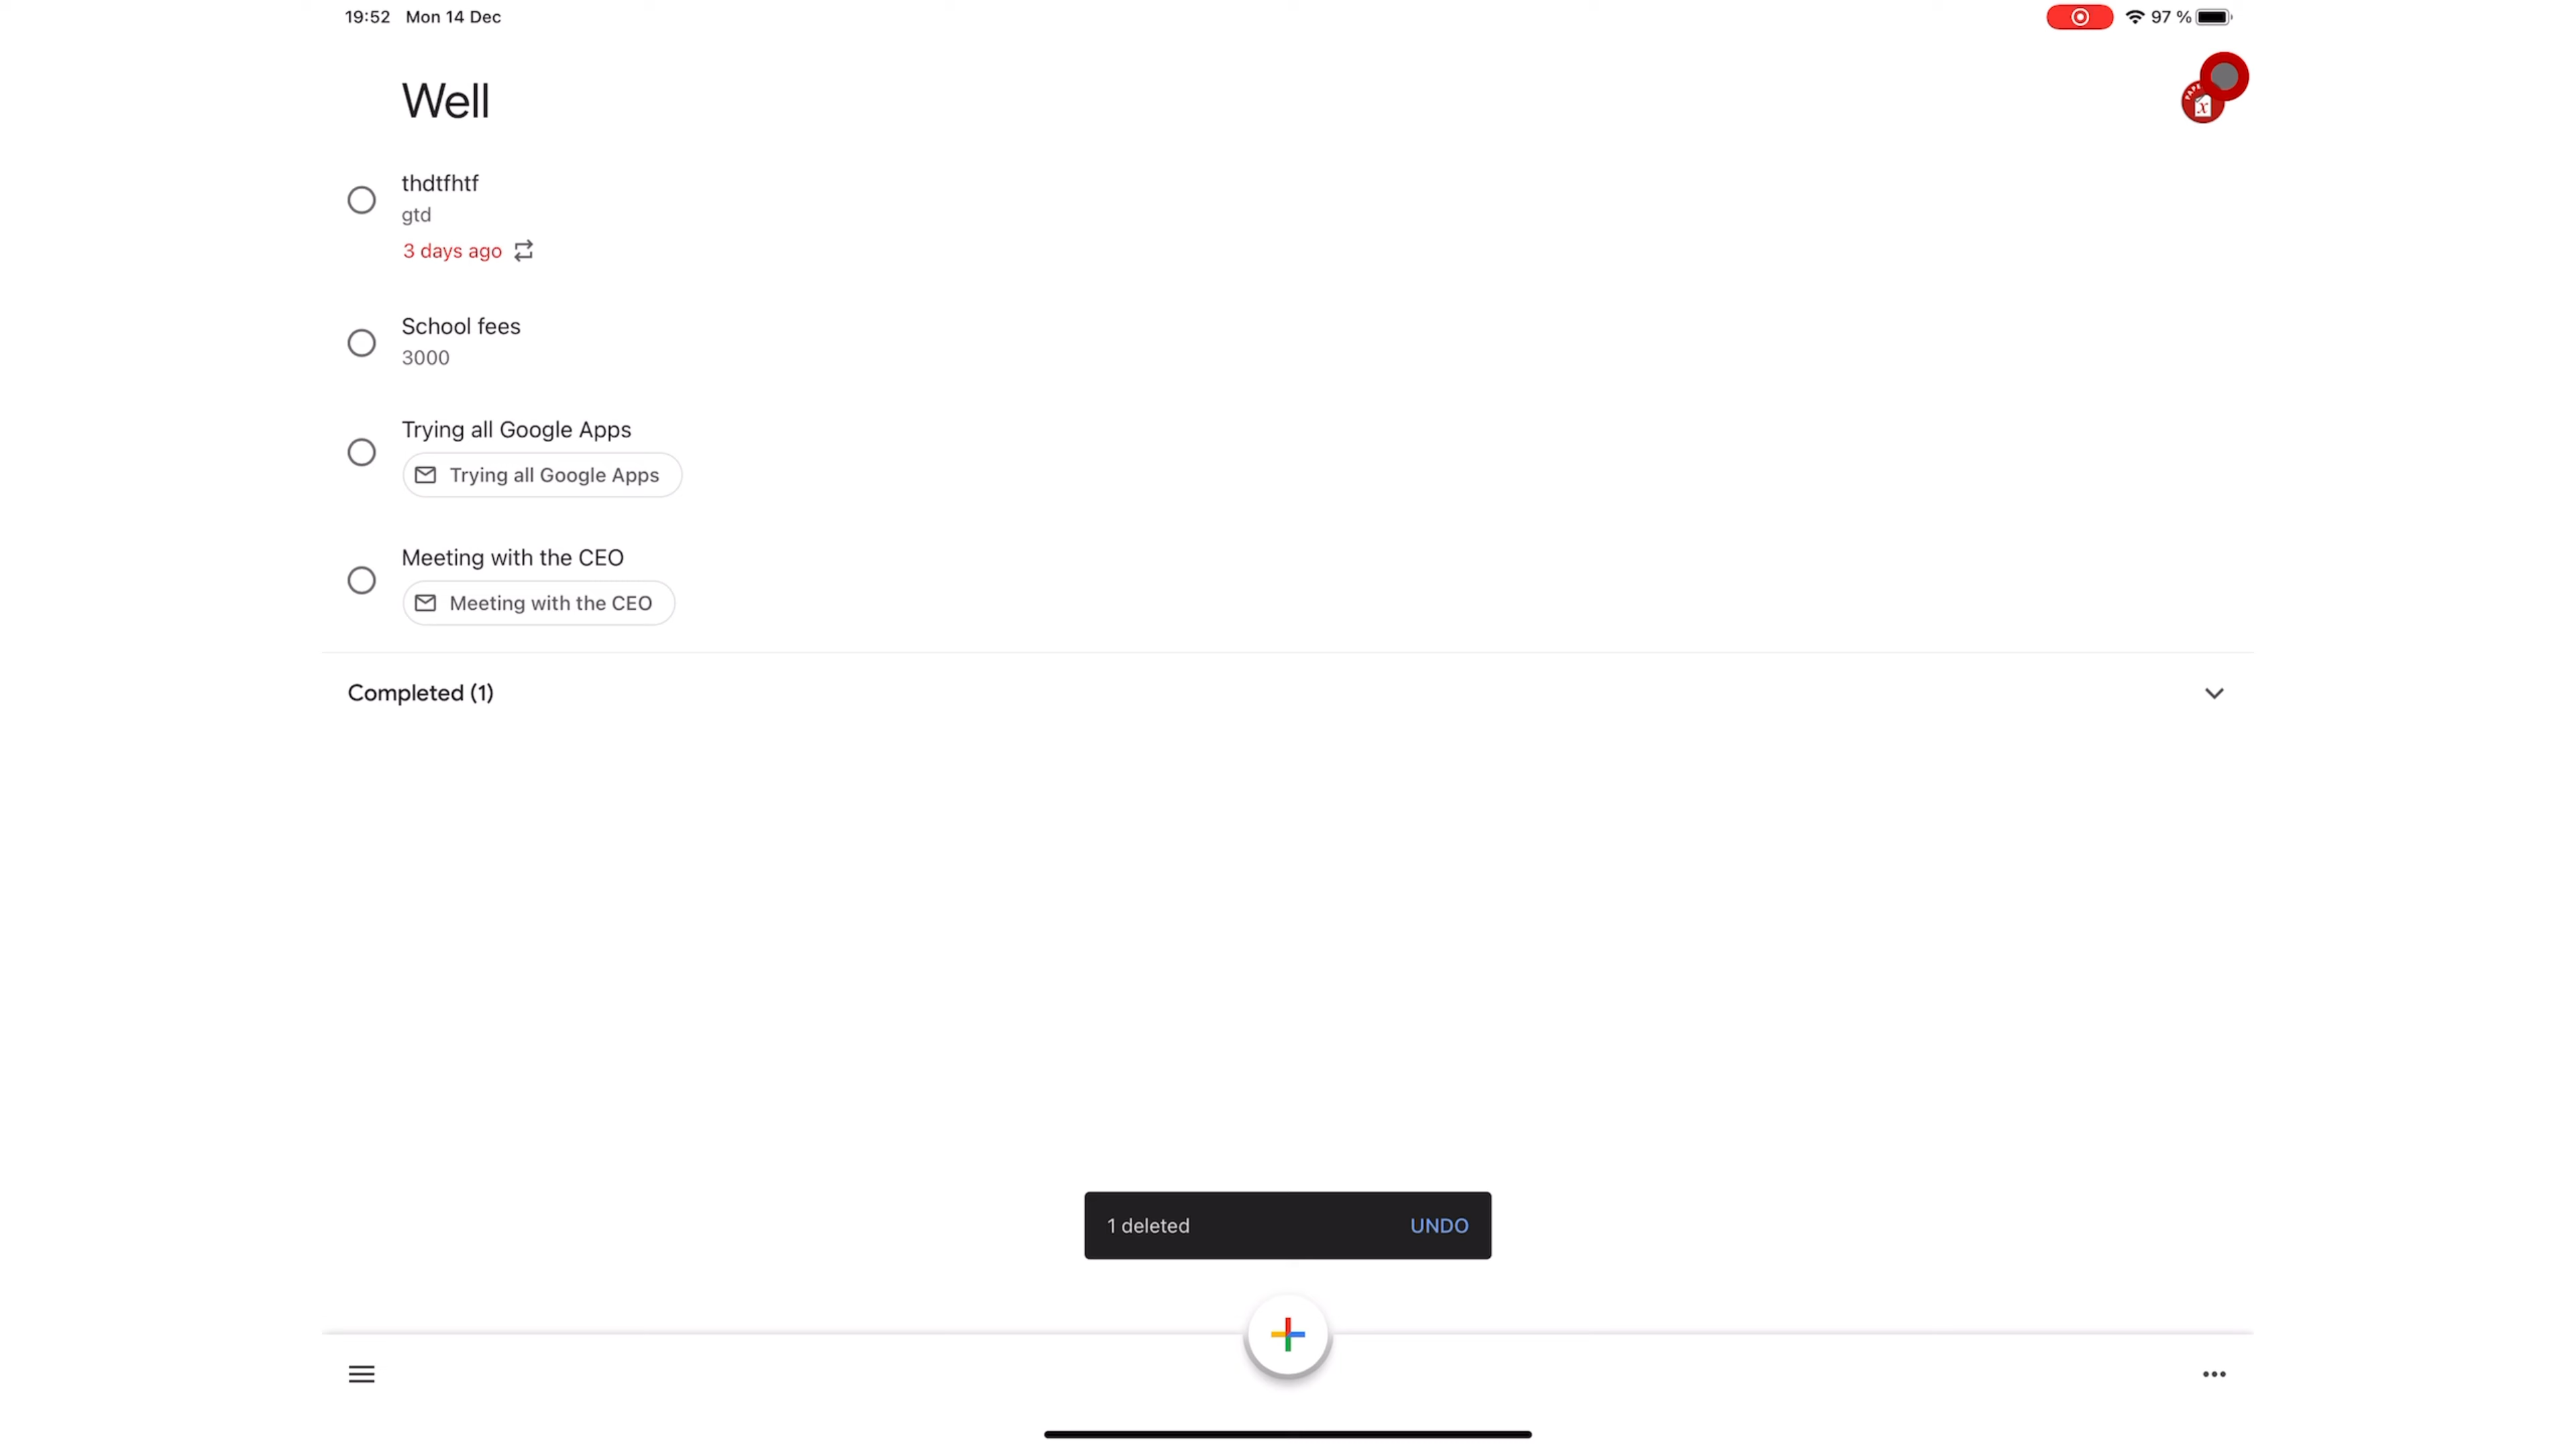 19:52 Mon 14 Dec
97 %
Well
thdtfhtf
gtd
3 days ago
School fees
3000
Trying all Google Apps
Trying all Google Apps
Meeting with the CEO
Meeting with the CEO
Completed (1)
1 deleted UNDO